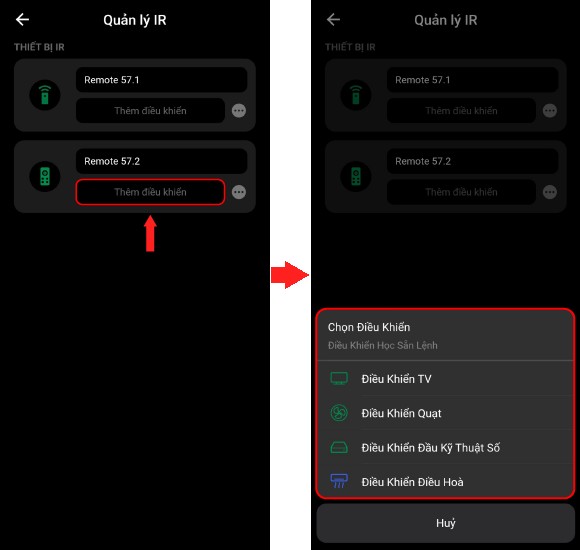 Quản lý IR
THIẾT BỊ IR
Remote 57.1
Thêm điều khiển
Remote 57.2
Thêm điều khiển
Quản lý IR
THIẾT BỊ IR
Remote 57.1
Thêm điều khiển
Remote 57.2
Thêm điều khiển
Chọn Điều Khiển
Điều Khiển Học Sẵn Lệnh
Điều Khiển TV
Điều Khiển Quạt
Điều Khiển Đầu Kỹ Thuật Số
Điều Khiển Điều Hoà
Huỷ